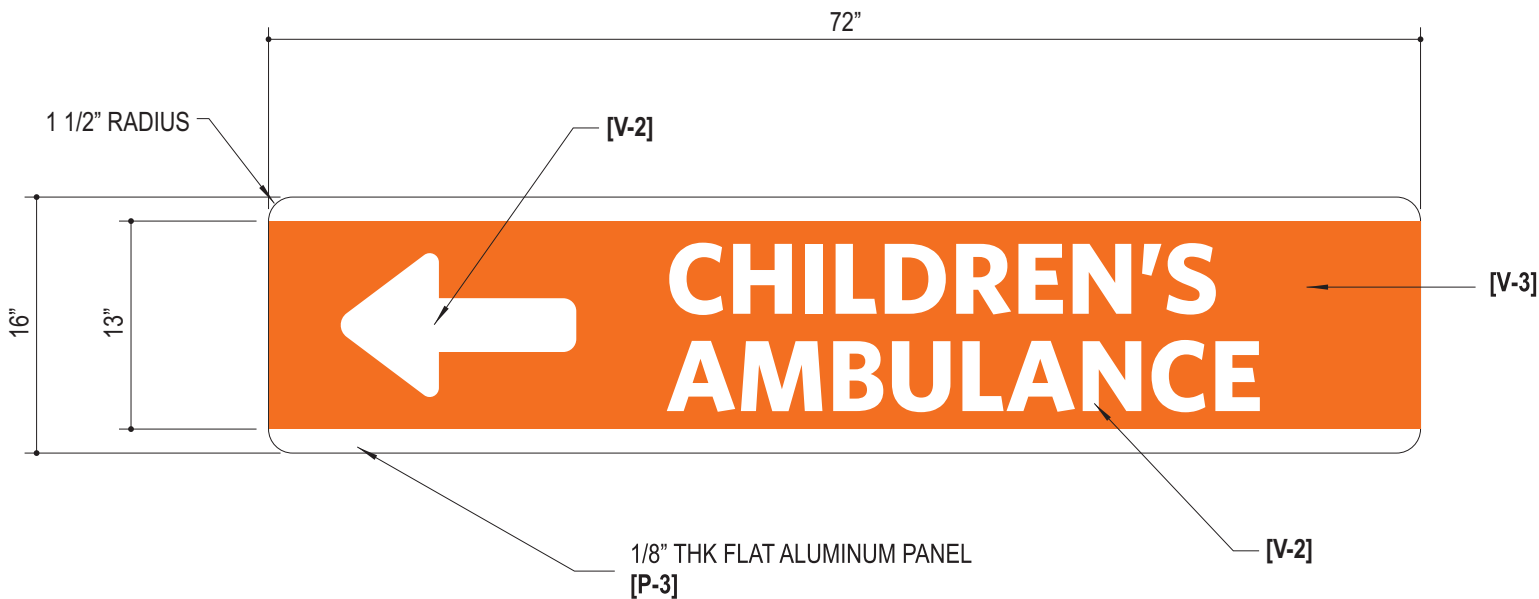 72”
1 1/2” RADIUS
[V-2]
16”
13”
CHILDREN’S
AMBULANCE
[V-3]
1/8” THK FLAT ALUMINUM PANEL
[P-3]
[V-2]